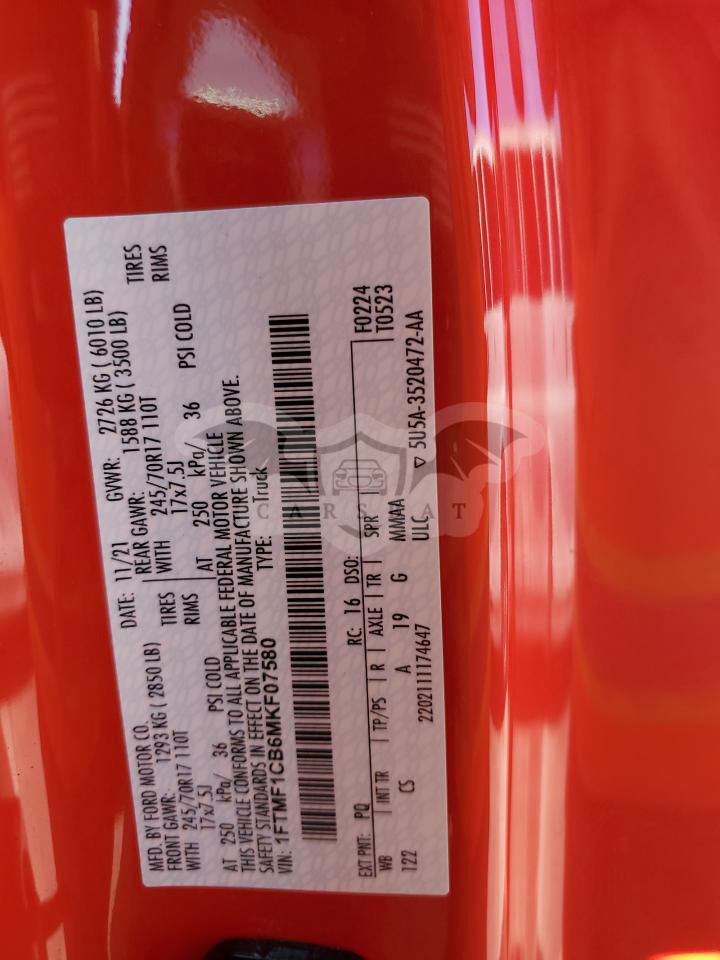 MFD. BY FORD MOTOR CO.
DATE: 11/21 GVWR: 2726 KG ( 6010 LB)
FRONT GAWR: 1293 KG ( 2850 LB) REAR GAWR: 1588 KG ( 3500 LB)
WITH 245/70R17 110T TIRES WITH 245/70R17 110T TIRES
17x7.5J RIMS 17x7.5J RIMS
AT 250 kPa/ 36 PSI COLD AT 250 kPa/ 36 PSI COLD
THIS VEHICLE CONFORMS TO ALL APPLICABLE FEDERAL MOTOR VEHICLE
SAFETY STANDARDS IN EFFECT ON THE DATE OF MANUFACTURE SHOWN ABOVE.
VIN: 1FTMF1CB6MKF07580 TYPE: Truck
EXT PNT: PQ RC: 16 DSO: F0224
WB INT TR TP/PS R AXLE TR SPR T0523
122 CS A 19 G MMAA
ULC ▽ 5U5A-3520472-AA
2202111174647
CARSBAT